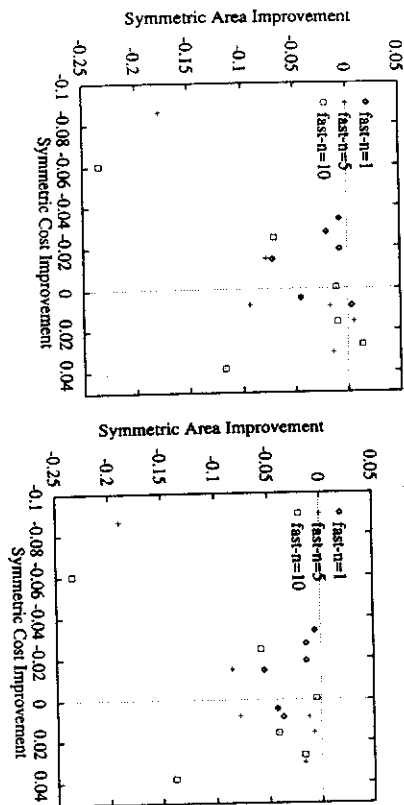 Symmetric Area Improvement
-0.25 -0.2 -0.15 -0.1 -0.05 0 0.05
fast-n=1
fast-n=5
fast-n=10
-0.1 -0.08 -0.06 -0.04 -0.02 0 0.02 0.04
Symmetric Cost Improvement
Symmetric Area Improvement
-0.25 -0.2 -0.15 -0.1 -0.05 0 0.05
fast-n=1
fast-n=5
fast-n=10
-0.1 -0.08 -0.06 -0.04 -0.02 0 0.02 0.04
Symmetric Cost Improvement